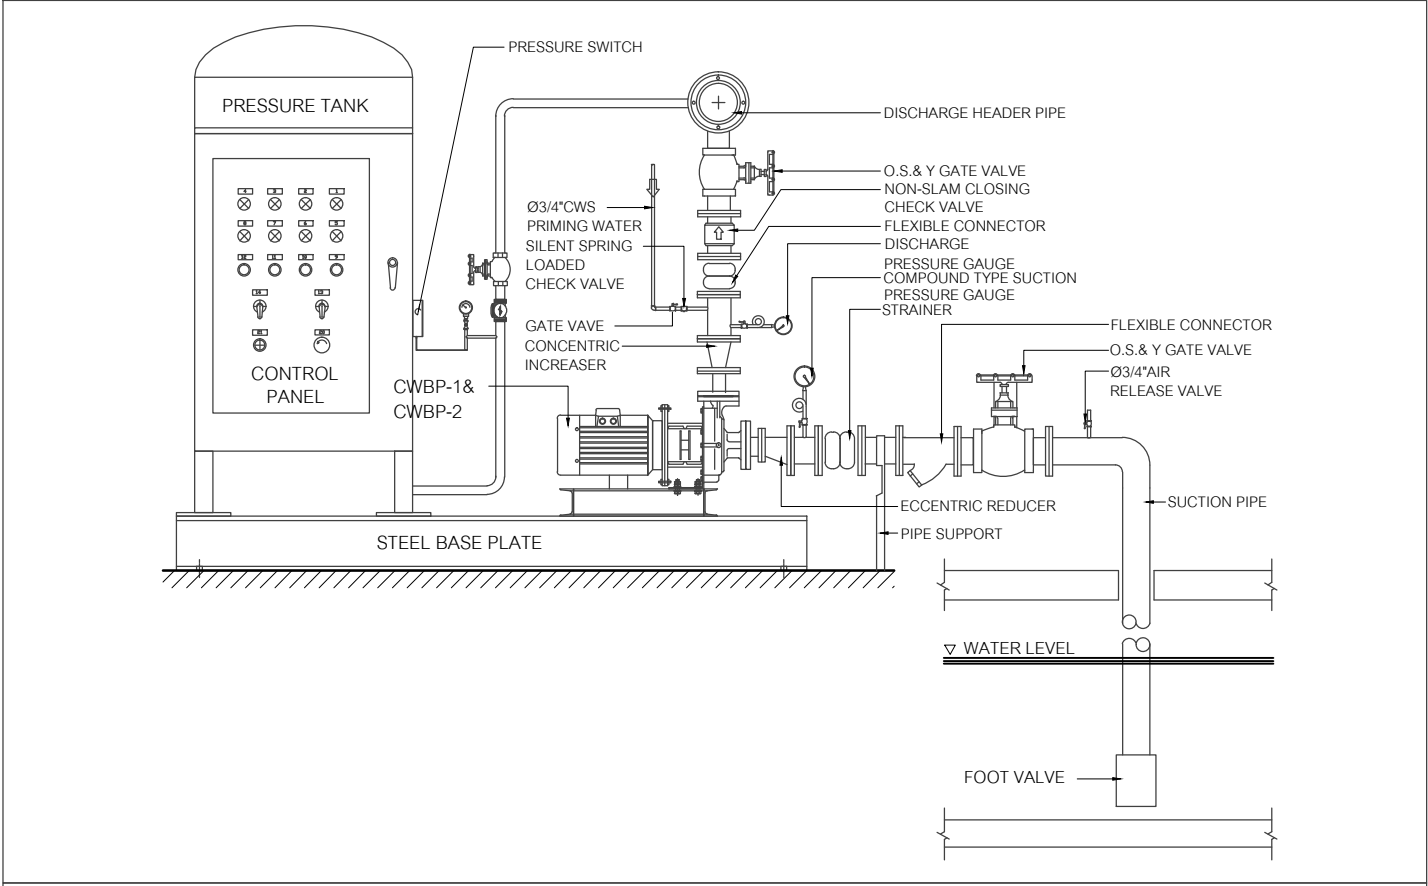 PRESSURE SWITCH
PRESSURE TANK
DISCHARGE HEADER PIPE
O.S.& Y GATE VALVE
NON-SLAM CLOSING
CHECK VALVE
FLEXIBLE CONNECTOR
DISCHARGE
PRESSURE GAUGE
COMPOUND TYPE SUCTION
PRESSURE GAUGE
STRAINER
Ø3/4"CWS
PRIMING WATER
SILENT SPRING
LOADED
CHECK VALVE
GATE VAVE
CONCENTRIC
INCREASER
FLEXIBLE CONNECTOR
O.S.& Y GATE VALVE
Ø3/4"AIR
RELEASE VALVE
CONTROL
PANEL
CWBP-1&
CWBP-2
ECCENTRIC REDUCER
SUCTION PIPE
PIPE SUPPORT
STEEL BASE PLATE
WATER LEVEL
FOOT VALVE